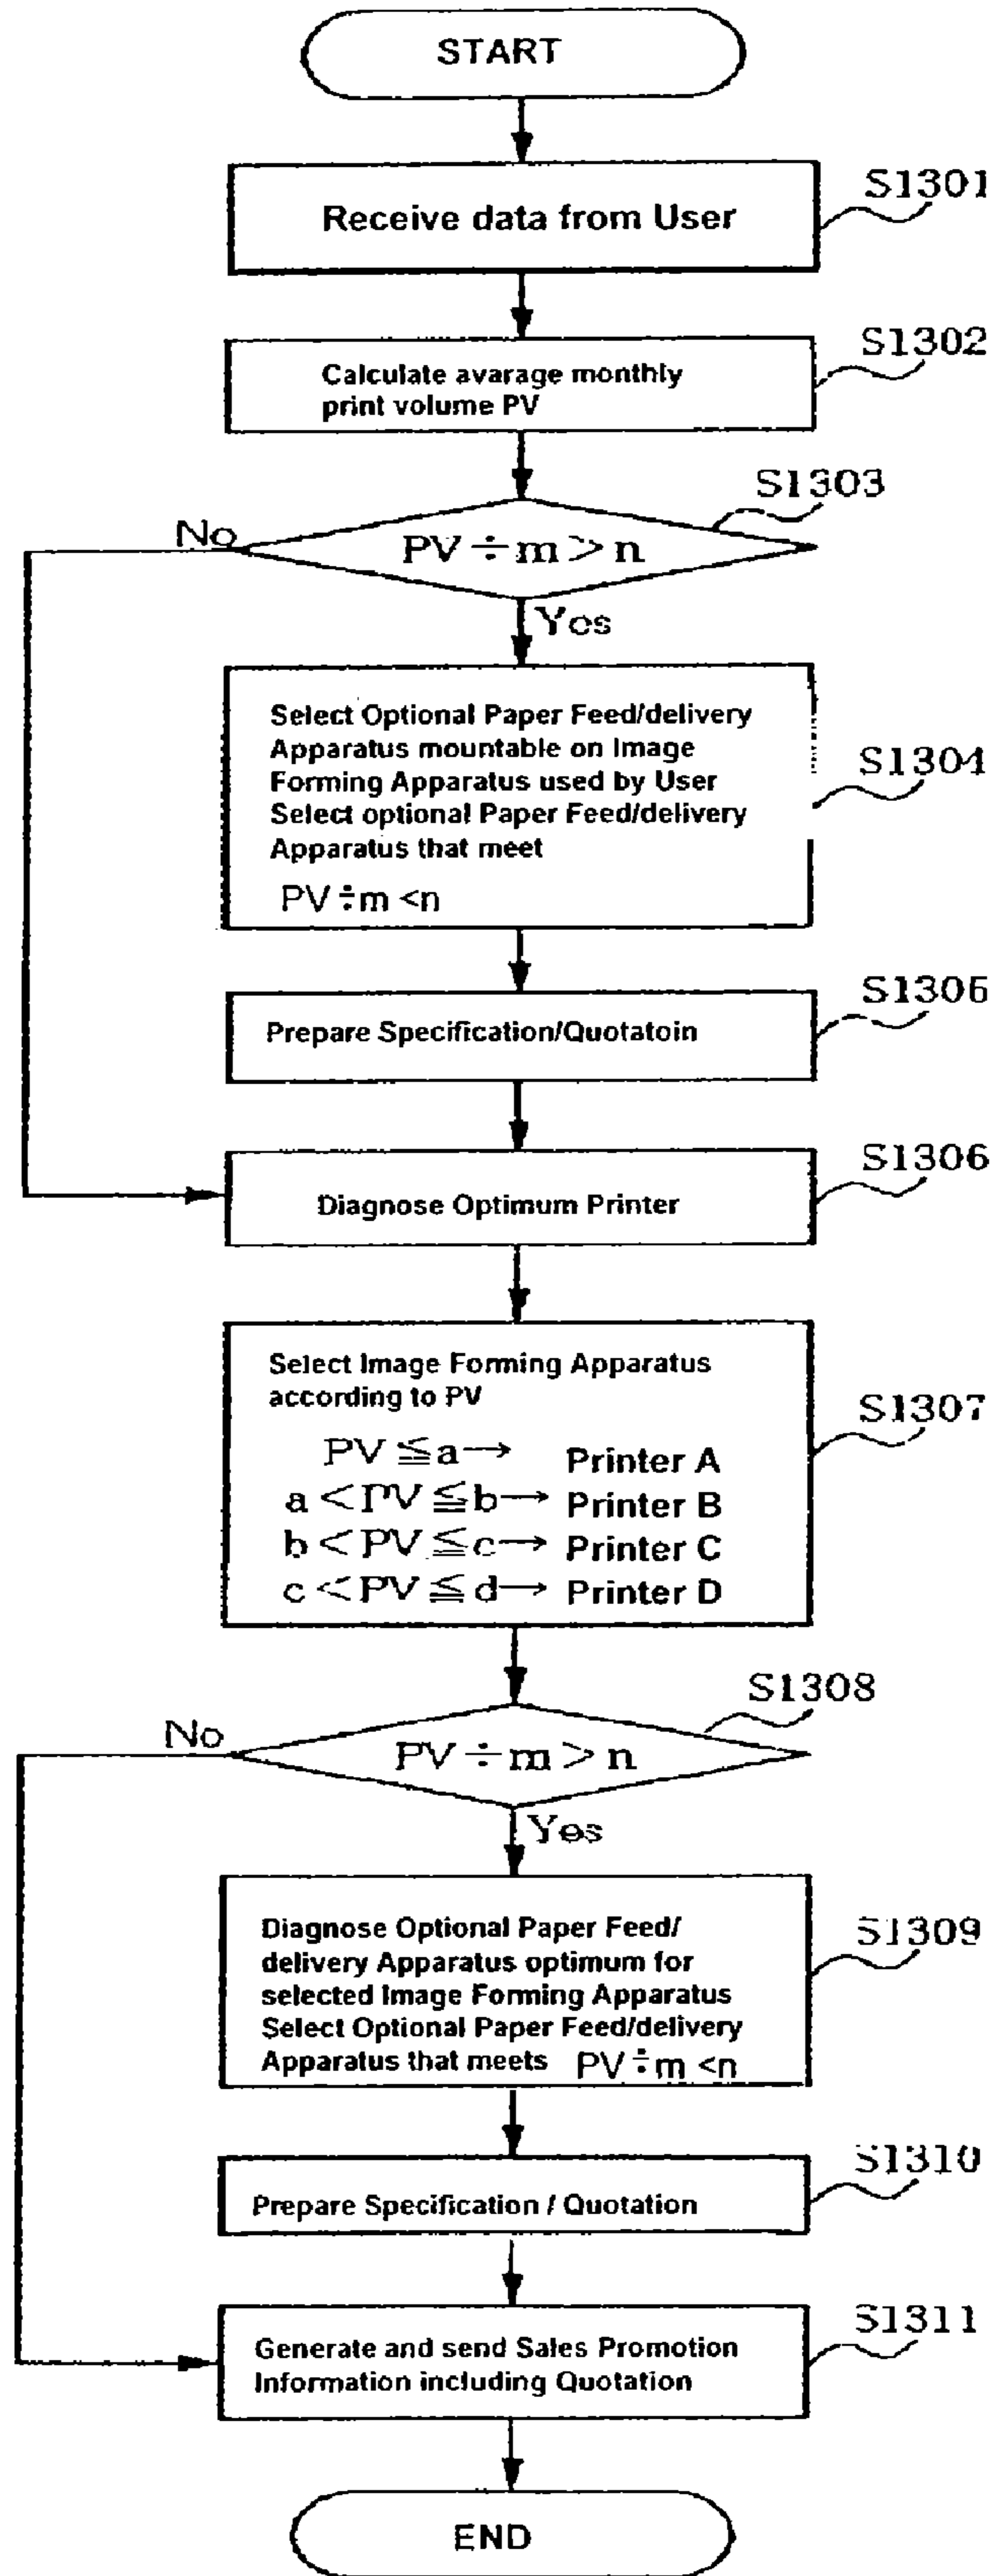 START
Receive data from User
S1301
Calculate avarage monthly
print volume PV
S1302
S1303
PV ÷ m > n
No
Yes
Select Optional Paper Feed/delivery
Apparatus mountable on Image
Forming Apparatus used by User
Select optional Paper Feed/delivery
Apparatus that meet
PV ÷ m < n
S1304
Prepare Specification/Quotatoin
S1305
Diagnose Optimum Printer
S1306
Select Image Forming Apparatus
according to PV
PV ≦ a → Printer A
a < PV ≦ b → Printer B
b < PV ≦ c → Printer C
c < PV ≦ d → Printer D
S1307
S1308
PV ÷ m > n
No
Yes
Diagnose Optional Paper Feed/
delivery Apparatus optimum for
selected Image Forming Apparatus
Select Optional Paper Feed/delivery
Apparatus that meets PV ÷ m < n
S1309
Prepare Specification / Quotation
S1310
Generate and send Sales Promotion
Information including Quotation
S1311
END